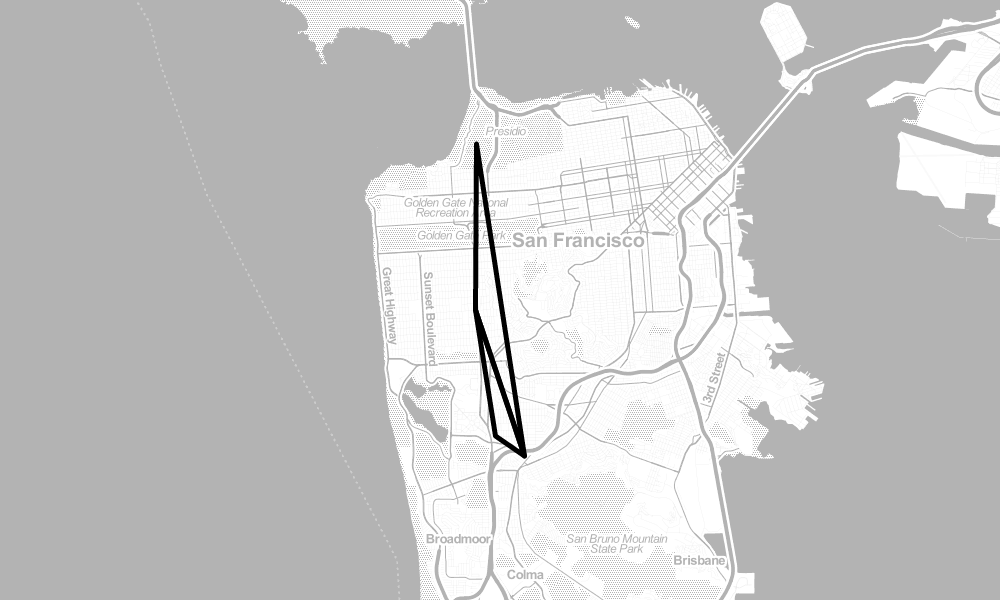 Presidio
Golden Gate National
Recreation Area
Golden Gate Park
San Francisco
Great Highway
Sunset Boulevard
3rd Street
Broadmoor
San Bruno Mountain
State Park
Brisbane
Colma